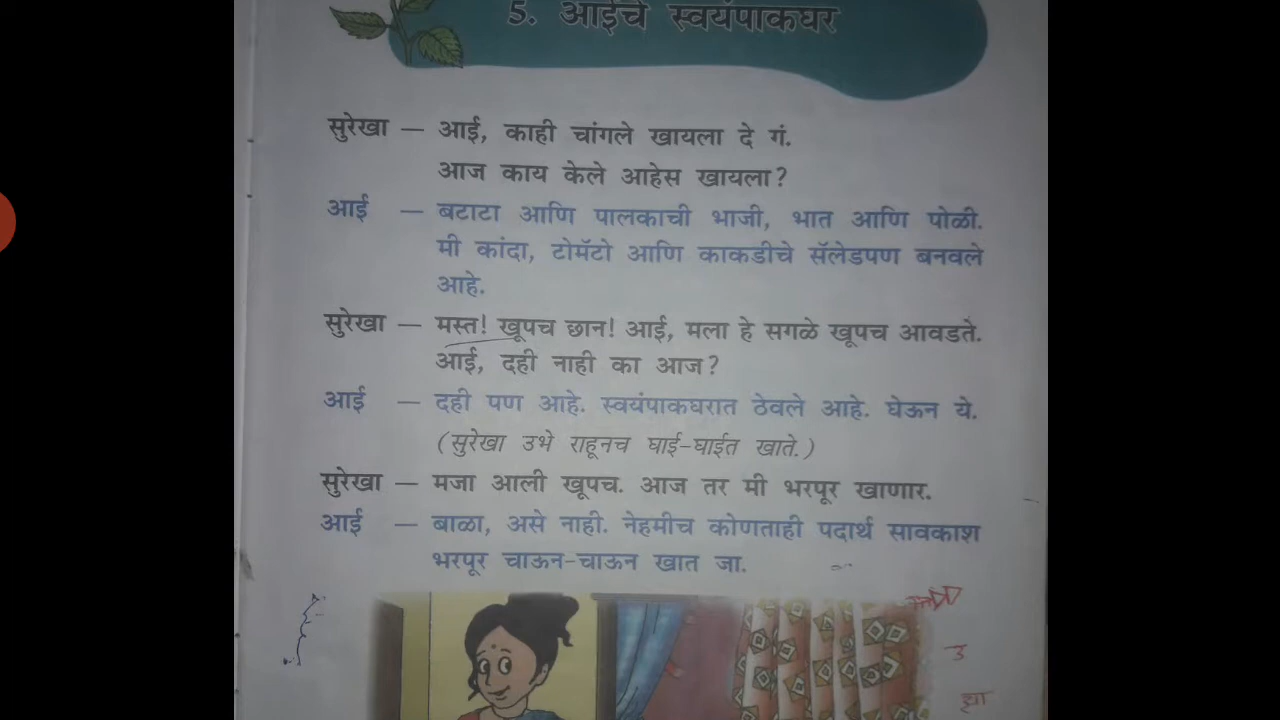 5. आईचे स्वयंपाकघर
सुरेखा — आई, काही चांगले खायला दे गं.
आज काय केले आहेस खायला?
आई — बटाटा आणि पालकाची भाजी, भात आणि पोळी.
मी कांदा, टोमॅटो आणि काकडीचे सॅलेडपण बनवले
आहे.
सुरेखा — मस्त! खूपच छान! आई, मला हे सगळे खूपच आवडते.
आई, दही नाही का आज?
आई — दही पण आहे. स्वयंपाकघरात ठेवले आहे. घेऊन ये.
(सुरेखा उभे राहूनच घाई-घाईत खाते.)
सुरेखा — मजा आली खूपच. आज तर मी भरपूर खाणार.
आई — बाळा, असे नाही. नेहमीच कोणताही पदार्थ सावकाश
भरपूर चाऊन-चाऊन खात जा.
उ